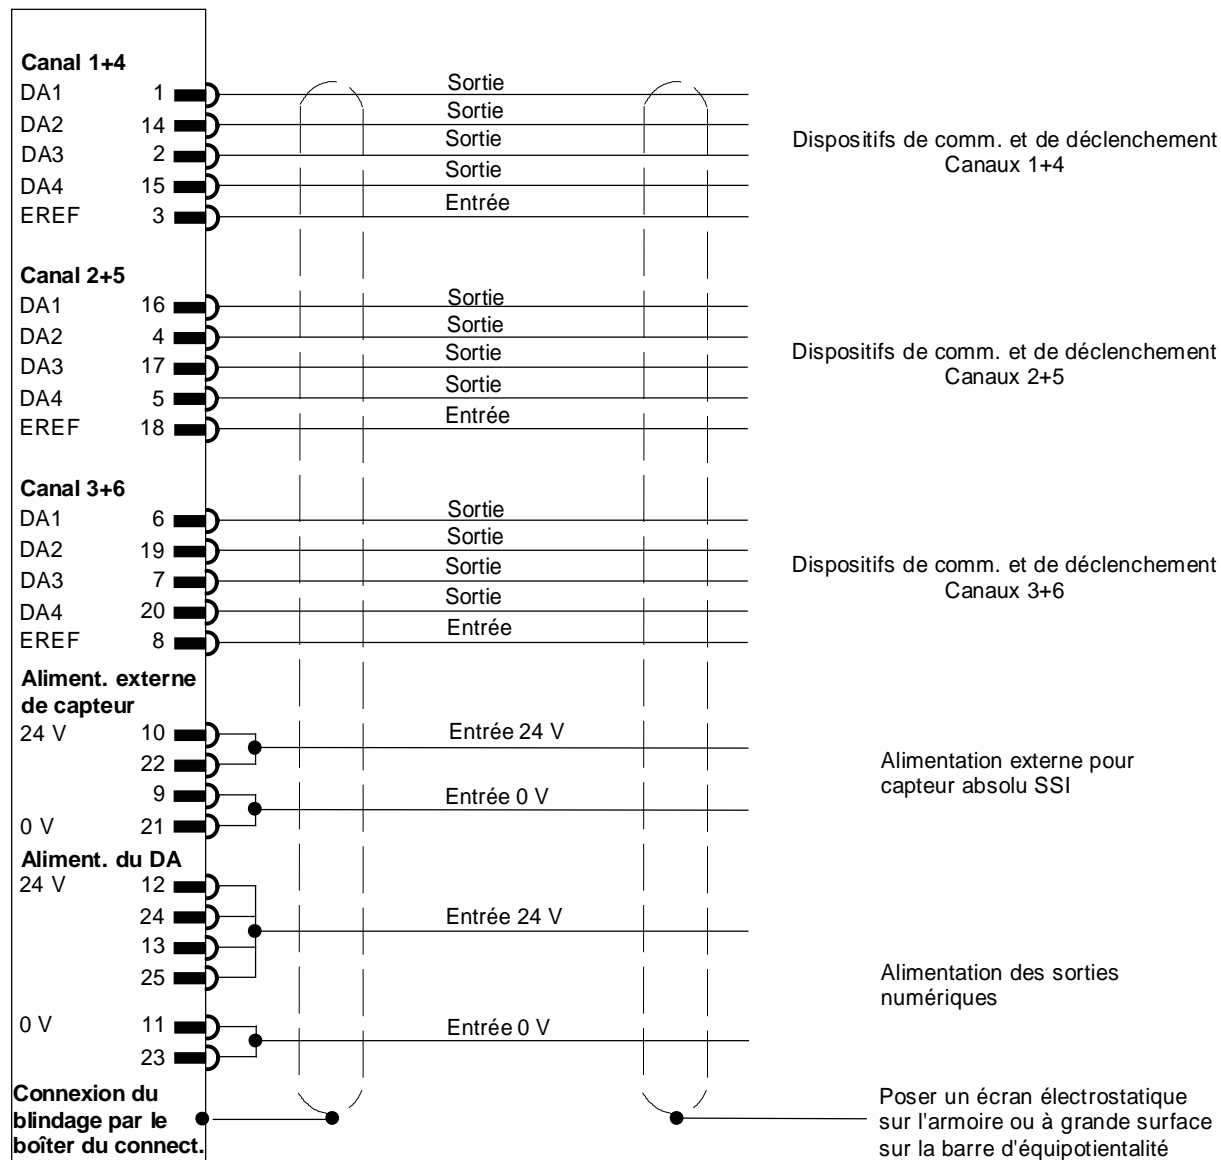 Canal 1+4
DA1 1 Sortie
DA2 14 Sortie
DA3 2 Sortie
DA4 15 Sortie
EREF 3 Entrée
Dispositifs de comm. et de déclenchement
Canaux 1+4
Canal 2+5
DA1 16 Sortie
DA2 4 Sortie
DA3 17 Sortie
DA4 5 Sortie
EREF 18 Entrée
Dispositifs de comm. et de déclenchement
Canaux 2+5
Canal 3+6
DA1 6 Sortie
DA2 19 Sortie
DA3 7 Sortie
DA4 20 Sortie
EREF 8 Entrée
Dispositifs de comm. et de déclenchement
Canaux 3+6
Aliment. externe
de capteur
24 V 10 Entrée 24 V
22
9 Entrée 0 V
0 V 21
Alimentation externe pour
capteur absolu SSI
Aliment. du DA
24 V 12
24 Entrée 24 V
13
25
0 V 11 Entrée 0 V
23
Alimentation des sorties
numériques
Connexion du
blindage par le
boîter du connect.
Poser un écran électrostatique
sur l'armoire ou à grande surface
sur la barre d'équipotientalité